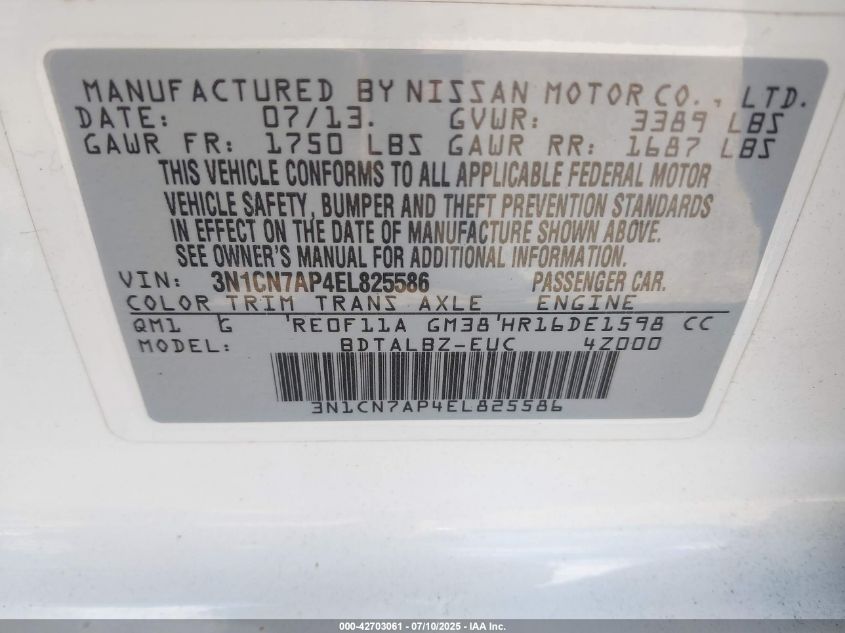 MANUFACTURED BY NISSAN MOTOR CO., LTD.
DATE: 07/13. GVWR: 3389 LBS
GAWR FR: 1750 LBS GAWR RR: 1687 LBS
THIS VEHICLE CONFORMS TO ALL APPLICABLE FEDERAL MOTOR
VEHICLE SAFETY, BUMPER AND THEFT PREVENTION STANDARDS
IN EFFECT ON THE DATE OF MANUFACTURE SHOWN ABOVE.
SEE OWNER'S MANUAL FOR ADDITIONAL INFORMATION.
VIN: 3N1CN7AP4EL825586 PASSENGER CAR.
COLOR TRIM TRANS AXLE ENGINE
QM1 G 'RE0F11A GM38'HR16DE1598 CC
MODEL: BDTALBZ-EUC 4Z000
3N1CN7AP4EL825586
000-42703061 - 07/10/2025 - IAA Inc.